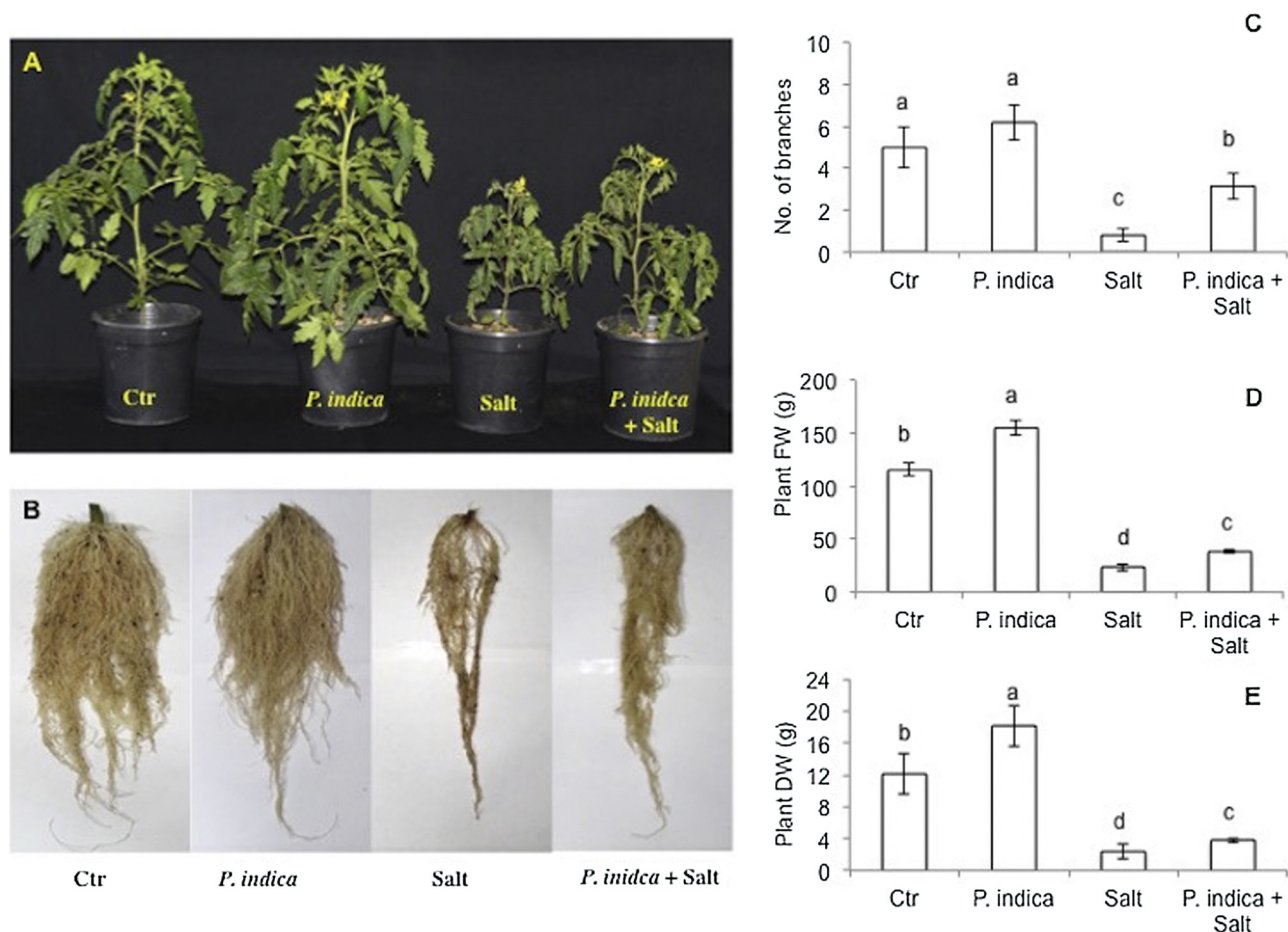 A
Ctr
P. indica
Salt
P. inidca
+ Salt
B
Ctr
P. indica
Salt
P. inidca + Salt
C
No. of branches
10
8
6
4
2
0
a
a
c
b
Ctr
P. indica
Salt
P. indica +
Salt
D
Plant FW (g)
200
150
100
50
0
b
a
d
c
Ctr
P. indica
Salt
P. indica +
Salt
E
Plant DW (g)
24
20
16
12
8
4
0
b
a
d
c
Ctr
P. indica
Salt
P. indica +
Salt